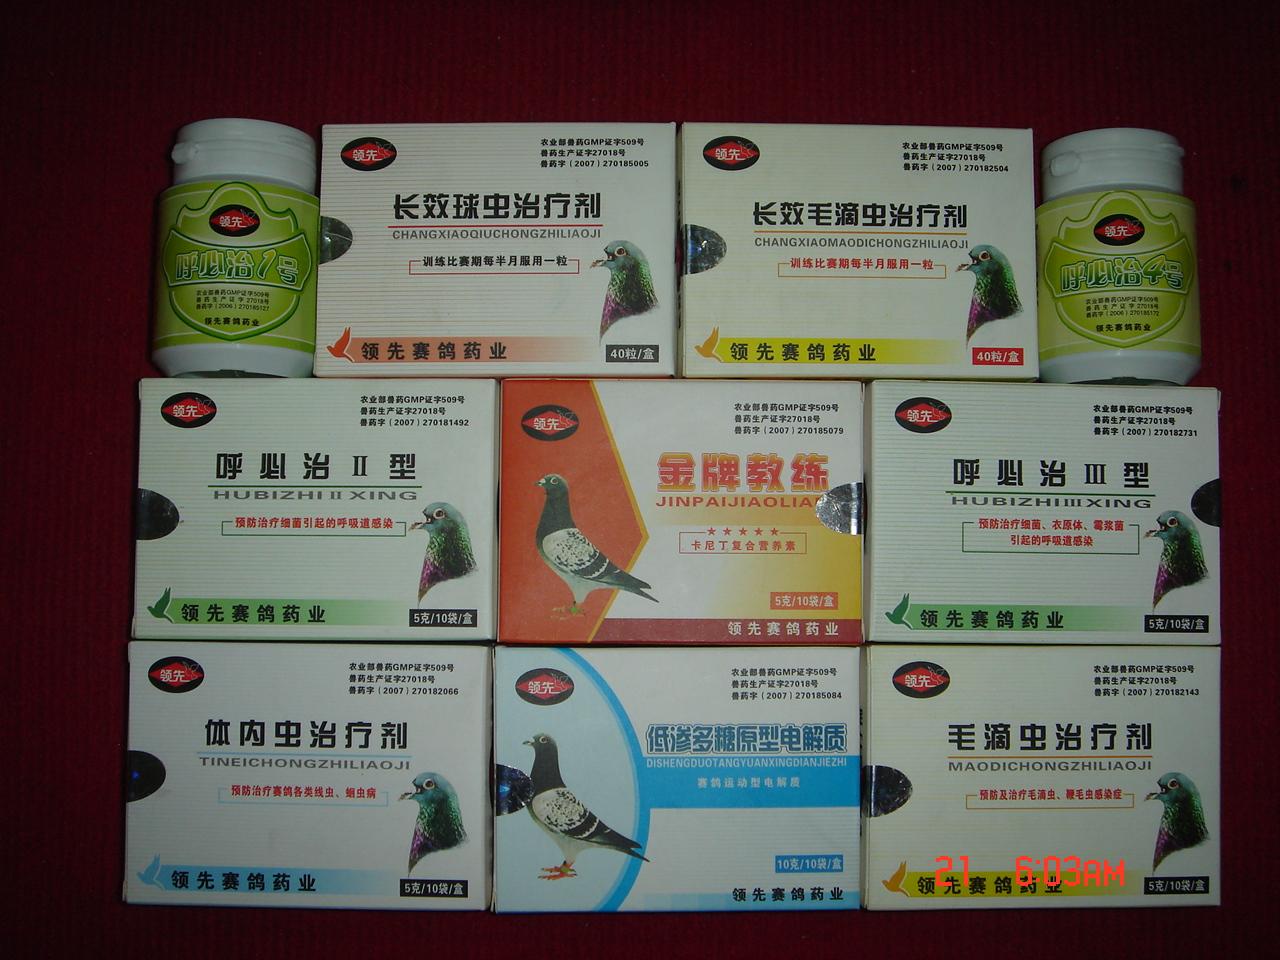 领先
呼必治1号
农业部兽药GMP证字509号
兽药生产证字27018号
兽药字（2006）270185127
领先赛鸽药业
领先
农业部兽药GMP证字509号
兽药生产证字27018号
兽药字（2007）270185005
长效球虫治疗剂
CHANGXIAOQIUCHONGZHILIAOJI
训练比赛期每半月服用一粒
领先赛鸽药业
40粒/盒
领先
农业部兽药GMP证字509号
兽药生产证字27018号
兽药字（2007）270182504
长效毛滴虫治疗剂
CHANGXIAOMAODICHONGZHILIAOJI
训练比赛期每半月服用一粒
领先赛鸽药业
40粒/盒
领先
呼必治4号
农业部兽药GMP证字509号
兽药生产证字27018号
兽药字（2006）270185172
领先赛鸽药业
领先
农业部兽药GMP证字509号
兽药生产证字27018号
兽药字（2007）270181492
呼必治II型
HUBIZHI II XING
预防治疗细菌引起的呼吸道感染
领先赛鸽药业
5克/10袋/盒
领先
农业部兽药GMP证字509号
兽药生产证字27018号
兽药字（2007）270185079
金牌教练
JINPAIJIAOLIA
★★★★★
卡尼丁复合营养素
5克/10袋/盒
领先赛鸽药业
领先
农业部兽药GMP证字509号
兽药生产证字27018号
兽药字（2007）270182731
呼必治III型
HUBIZHI III XING
预防治疗细菌、衣原体、霉浆菌
引起的呼吸道感染
领先赛鸽药业
5克/10袋/盒
领先
农业部兽药GMP证字509号
兽药生产证字27018号
兽药字（2007）270182066
体内虫治疗剂
TINEICHONGZHILIAOJI
预防治疗赛鸽各类线虫、蛔虫病
领先赛鸽药业
5克/10袋/盒
领先
农业部兽药GMP证字509号
兽药生产证字27018号
兽药字（2007）270185084
低渗多糖原型电解质
DISHENGDUOTANGYUANXINGDIANJIEZHI
赛鸽运动型电解质
10克/10袋/盒
领先赛鸽药业
领先
农业部兽药GMP证字509号
兽药生产证字27018号
兽药字（2007）270182143
毛滴虫治疗剂
MAODICHONGZHILIAOJI
预防及治疗毛滴虫、鞭毛虫感染症
领先赛鸽药业
5克/10袋/盒
21 6:03AM